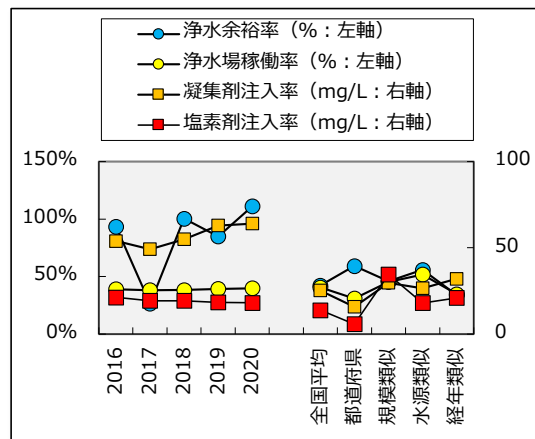 浄水余裕率（%：左軸）
浄水場稼働率（%：左軸）
凝集剤注入率（mg/L：右軸）
塩素剤注入率（mg/L：右軸）
150%
100%
50%
0%
100
50
0
2016
2017
2018
2019
2020
全国平均
都道府県
規模類似
水源類似
経年類似